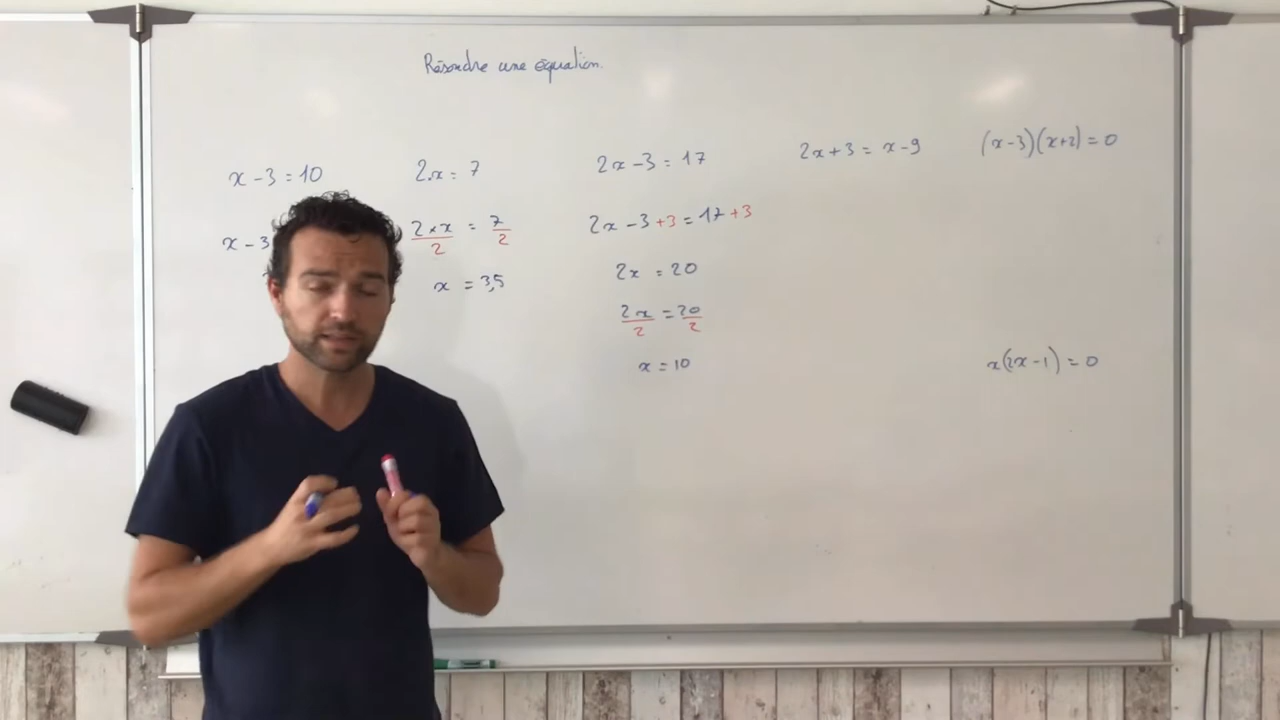 Résoudre une équation.
x - 3 = 10
x - 3
2x = 7
2 × x / 2 = 7 / 2
x = 3,5
2x - 3 = 17
2x - 3 + 3 = 17 + 3
2x = 20
2x / 2 = 20 / 2
x = 10
2x + 3 = x - 9
(x - 3)(x + 2) = 0
x(2x - 1) = 0